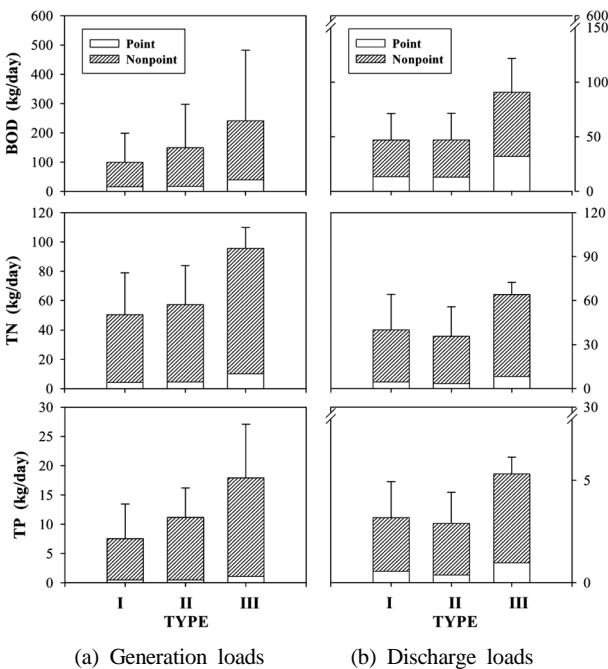 600
500
400
300
200
100
0
BOD (kg/day)
Point
Nonpoint
600
150
100
50
0
Point
Nonpoint
120
100
80
60
40
20
0
TN (kg/day)
120
90
60
30
0
30
25
20
15
10
5
0
TP (kg/day)
30
5
0
I II III
TYPE
I II III
TYPE
(a) Generation loads
(b) Discharge loads